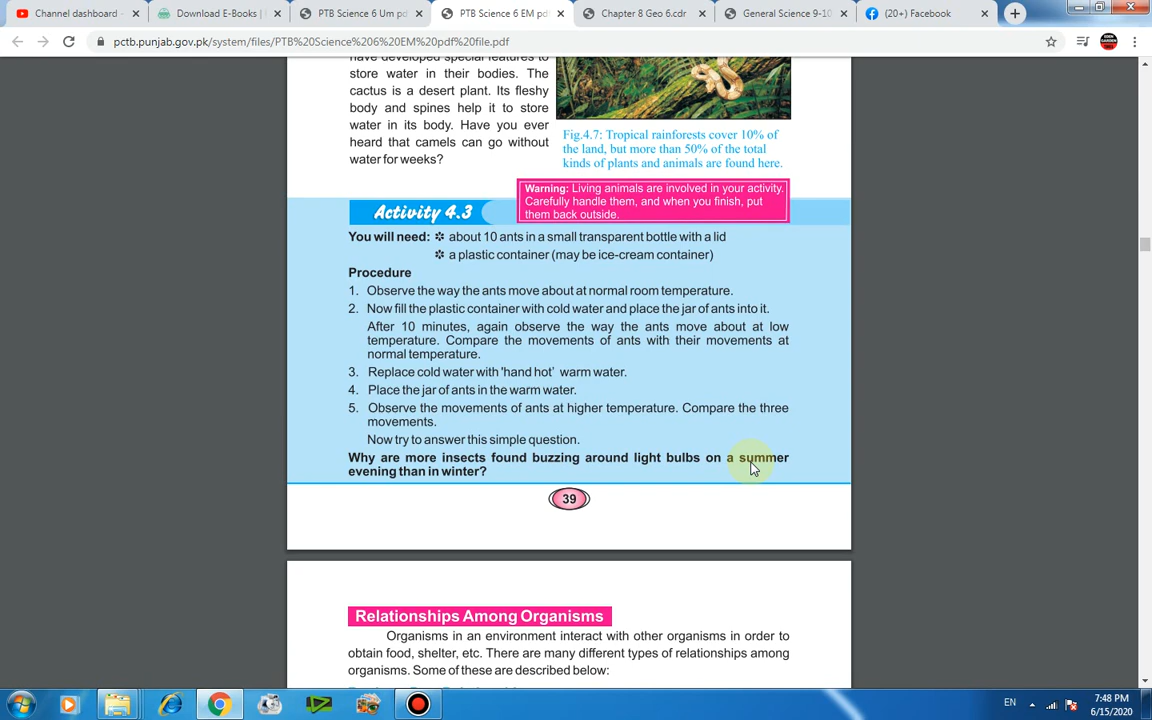 Channel dashboard -
Download E-Books |
PTB Science 6 Um pd
PTB Science 6 EM pd
Chapter 8 Geo 6.cdr
General Science 9-10
(20+) Facebook
pctb.punjab.gov.pk/system/files/PTB%20Science%206%20EM%20pdf%20file.pdf
have developed special features to
store water in their bodies. The
cactus is a desert plant. Its fleshy
body and spines help it to store
water in its body. Have you ever
heard that camels can go without
water for weeks?
Fig.4.7: Tropical rainforests cover 10% of
the land, but more than 50% of the total
kinds of plants and animals are found here.
Warning: Living animals are involved in your activity.
Carefully handle them, and when you finish, put
them back outside.
Activity 4.3
You will need: ✲ about 10 ants in a small transparent bottle with a lid
✲ a plastic container (may be ice-cream container)
Procedure
1. Observe the way the ants move about at normal room temperature.
2. Now fill the plastic container with cold water and place the jar of ants into it.
After 10 minutes, again observe the way the ants move about at low
temperature. Compare the movements of ants with their movements at
normal temperature.
3. Replace cold water with 'hand hot' warm water.
4. Place the jar of ants in the warm water.
5. Observe the movements of ants at higher temperature. Compare the three
movements.
Now try to answer this simple question.
Why are more insects found buzzing around light bulbs on a summer
evening than in winter?
39
Relationships Among Organisms
Organisms in an environment interact with other organisms in order to
obtain food, shelter, etc. There are many different types of relationships among
organisms. Some of these are described below:
EN
7:48 PM
6/15/2020